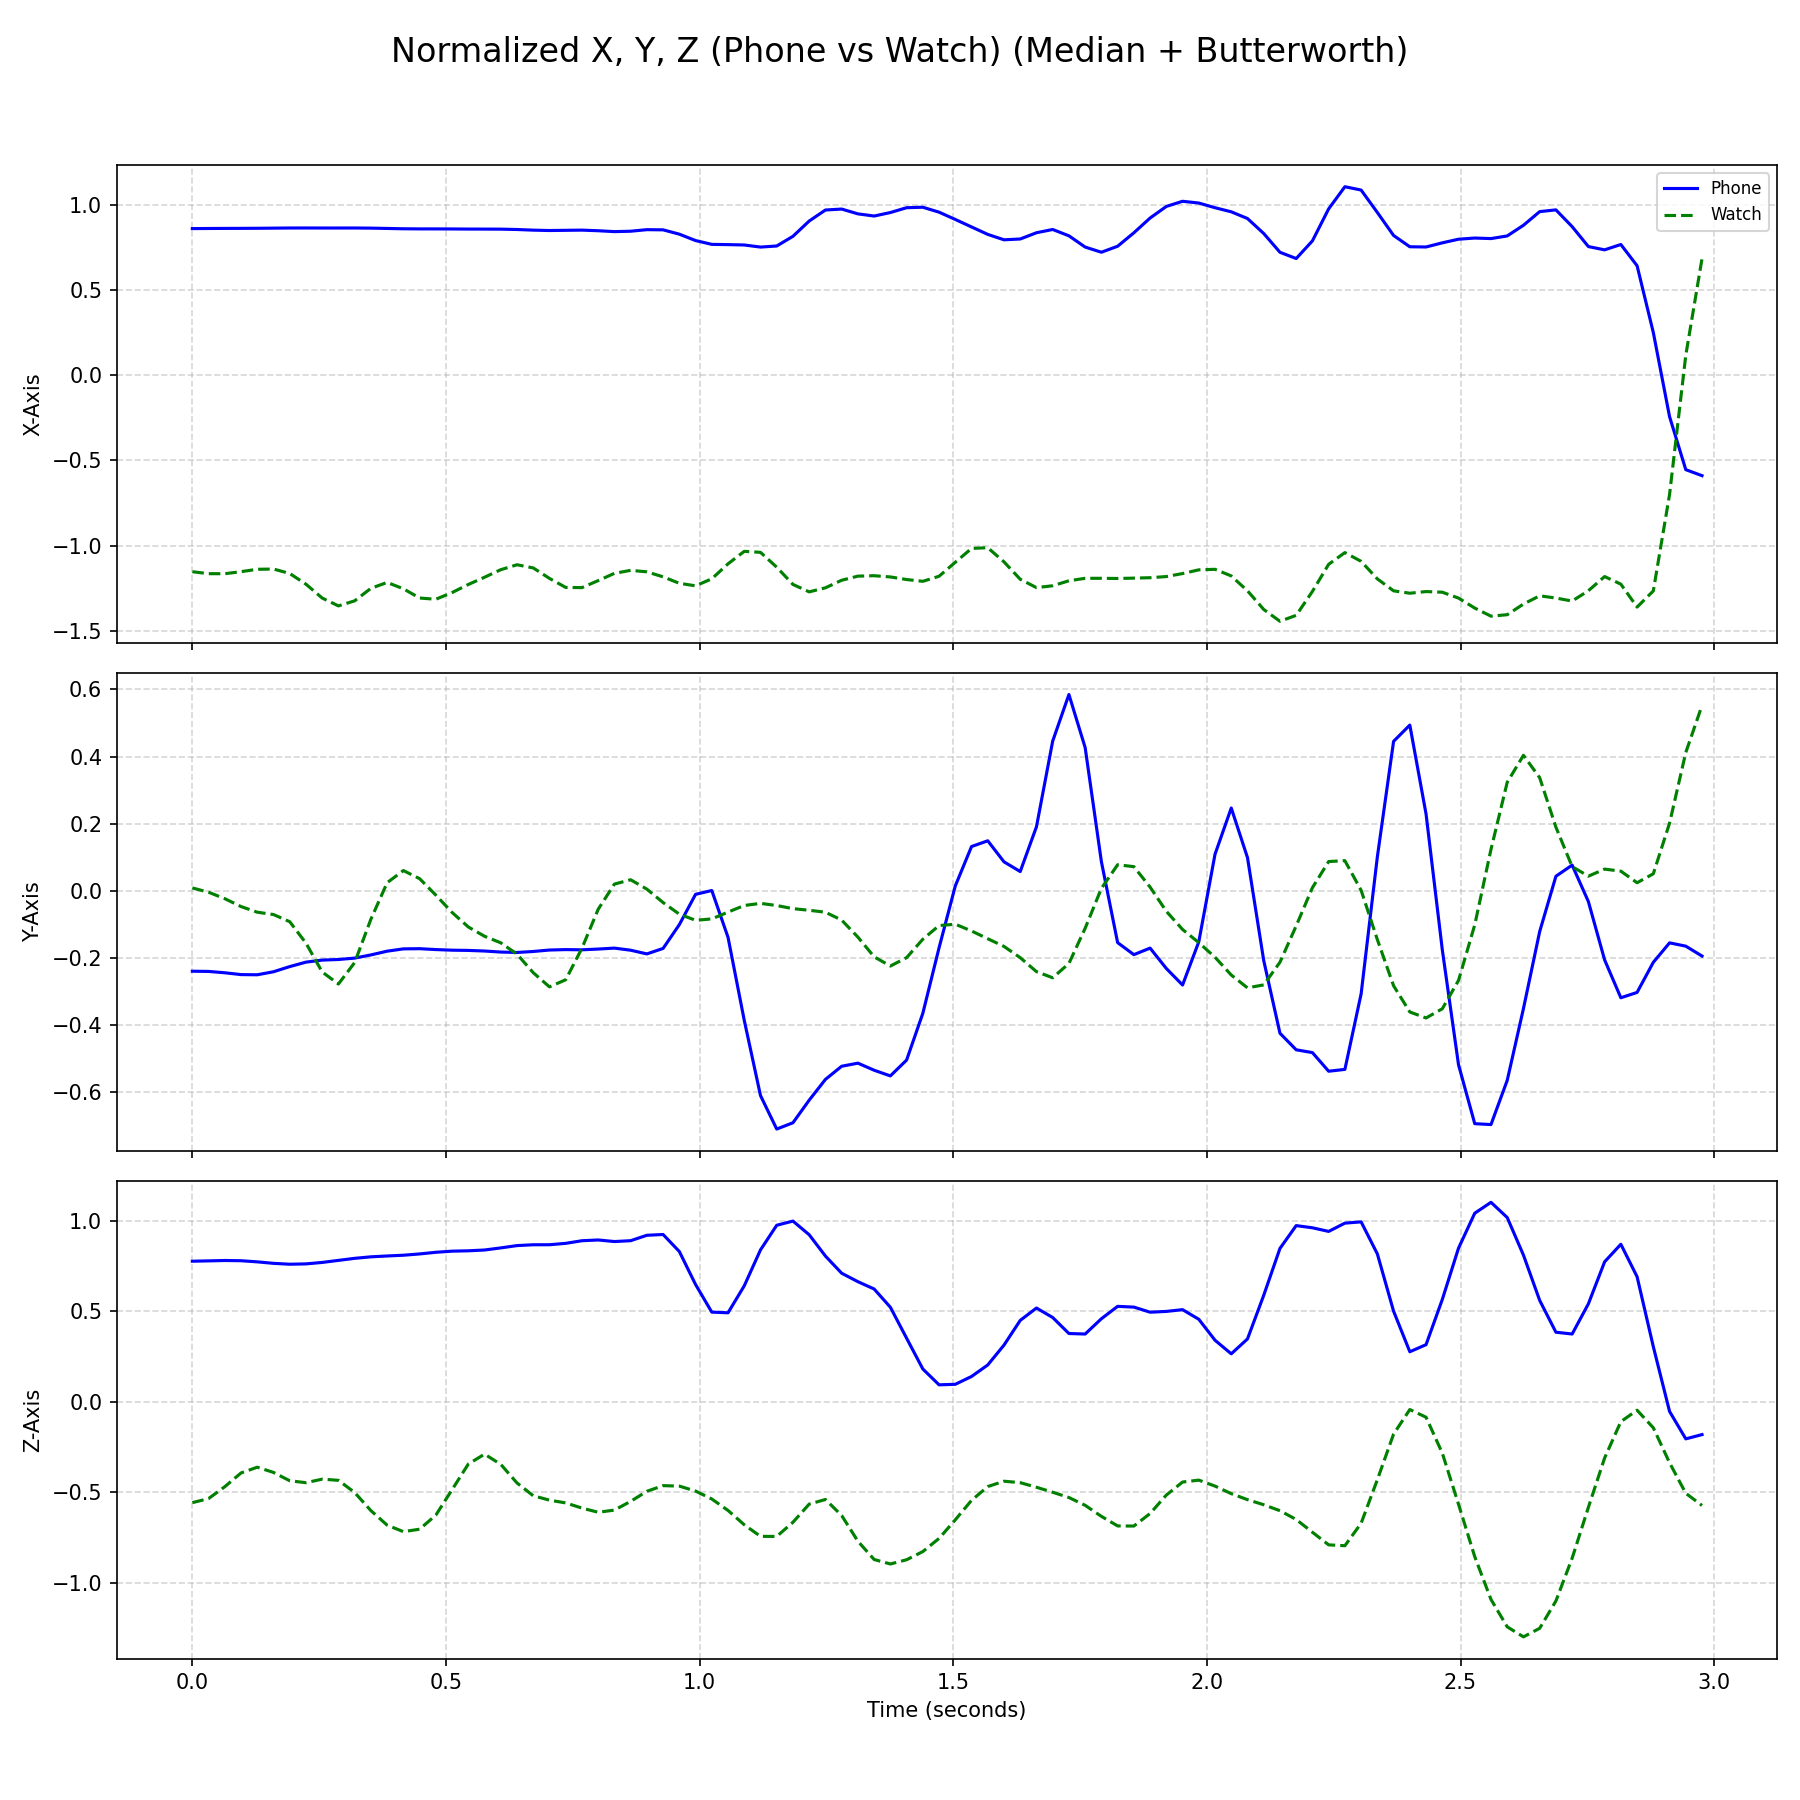 Normalized X, Y, Z (Phone vs Watch) (Median + Butterworth)
Phone
Watch
X-Axis
1.0
0.5
0.0
−0.5
−1.0
−1.5
Y-Axis
0.6
0.4
0.2
0.0
−0.2
−0.4
−0.6
Z-Axis
1.0
0.5
0.0
−0.5
−1.0
0.0 0.5 1.0 1.5 2.0 2.5 3.0
Time (seconds)